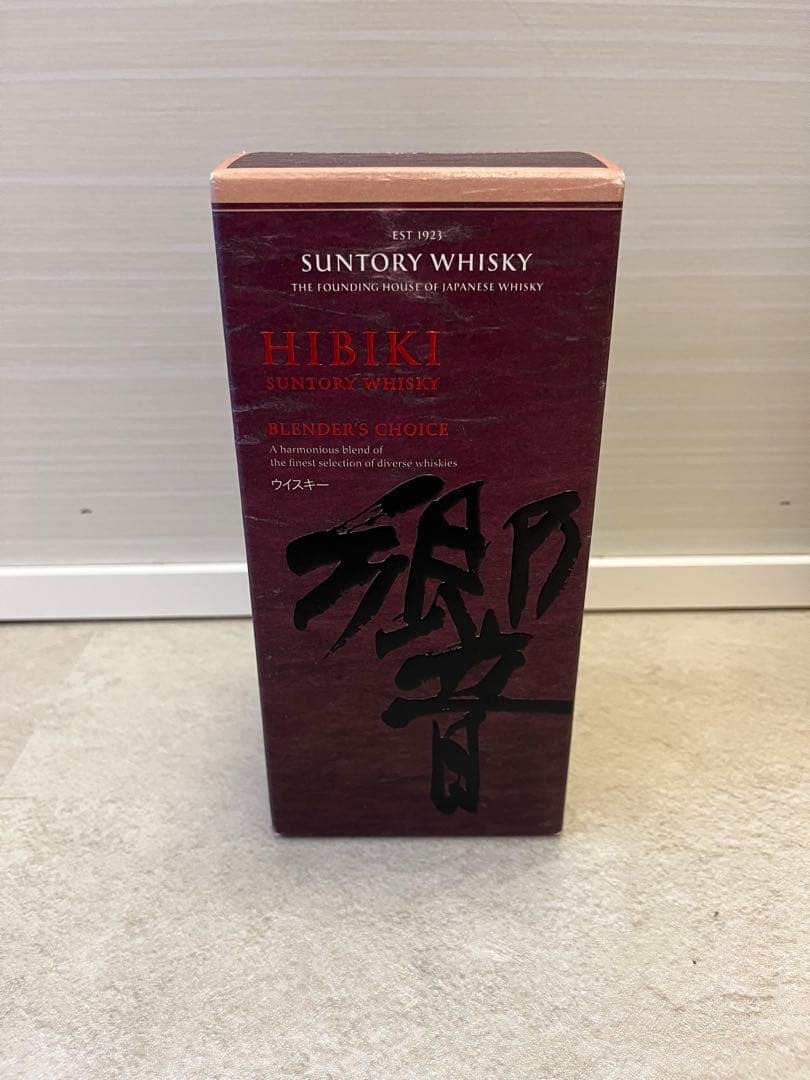 EST 1923
SUNTORY WHISKY
THE FOUNDING HOUSE OF JAPANESE WHISKY
HIBIKI
SUNTORY WHISKY
BLENDER'S CHOICE
A harmonious blend of
the finest selection of diverse whiskies
ウイスキー
響